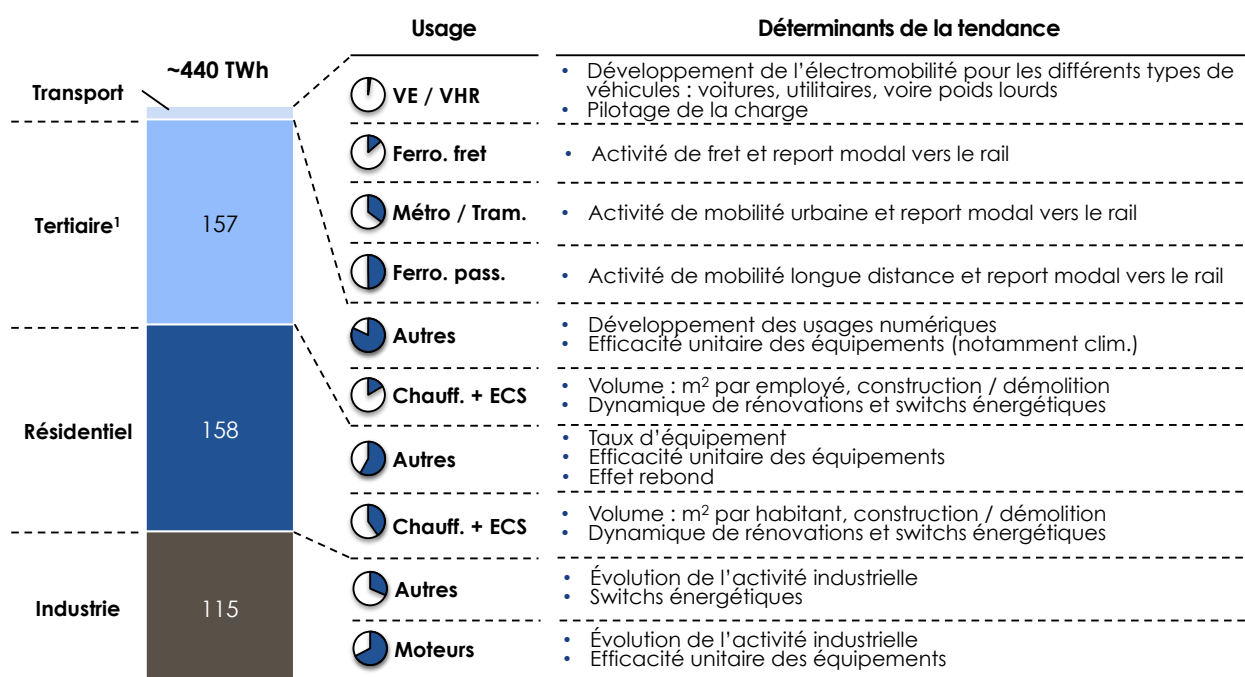 Usage
Déterminants de la tendance
~440 TWh
Transport
VE / VHR
• Développement de l’électromobilité pour les différents types de
véhicules : voitures, utilitaires, voire poids lourds
• Pilotage de la charge
Ferro. fret
• Activité de fret et report modal vers le rail
Tertiaire¹
157
Métro / Tram.
• Activité de mobilité urbaine et report modal vers le rail
Ferro. pass.
• Activité de mobilité longue distance et report modal vers le rail
Autres
• Développement des usages numériques
• Efficacité unitaire des équipements (notamment clim.)
Chauff. + ECS
• Volume : m² par employé, construction / démolition
• Dynamique de rénovations et switchs énergétiques
Résidentiel
158
Autres
• Taux d’équipement
• Efficacité unitaire des équipements
• Effet rebond
Chauff. + ECS
• Volume : m² par habitant, construction / démolition
• Dynamique de rénovations et switchs énergétiques
Industrie
115
Autres
• Évolution de l’activité industrielle
• Switchs énergétiques
Moteurs
• Évolution de l’activité industrielle
• Efficacité unitaire des équipements